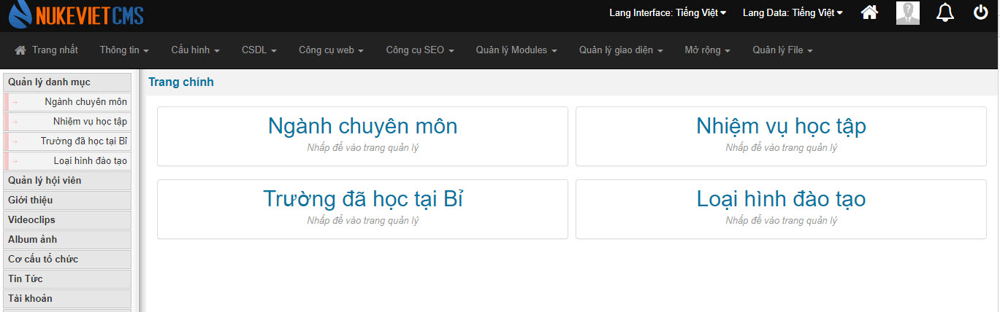 NUKEVIET CMS
Lang Interface: Tiếng Việt Lang Data: Tiếng Việt
Trang nhất Thông tin Cấu hình CSDL Công cụ web Công cụ SEO Quản lý Modules Quản lý giao diện Mở rộng Quản lý File
Quản lý danh mục
Ngành chuyên môn
Nhiệm vụ học tập
Trường đã học tại Bỉ
Loại hình đào tạo
Quản lý hội viên
Giới thiệu
Videoclips
Album ảnh
Cơ cấu tổ chức
Tin Tức
Tài khoản
Trang chính
Ngành chuyên môn
Nhấp để vào trang quản lý
Nhiệm vụ học tập
Nhấp để vào trang quản lý
Trường đã học tại Bỉ
Nhấp để vào trang quản lý
Loại hình đào tạo
Nhấp để vào trang quản lý